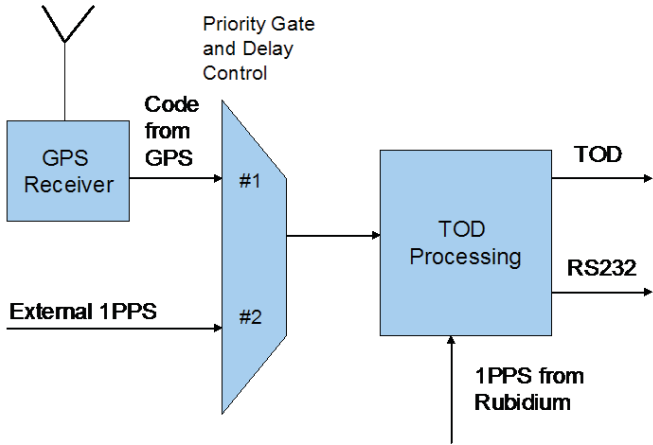 Priority Gate
and Delay
Control
Code
from
GPS
GPS
Receiver
#1
TOD
TOD
Processing
RS232
External 1PPS
#2
1PPS from
Rubidium